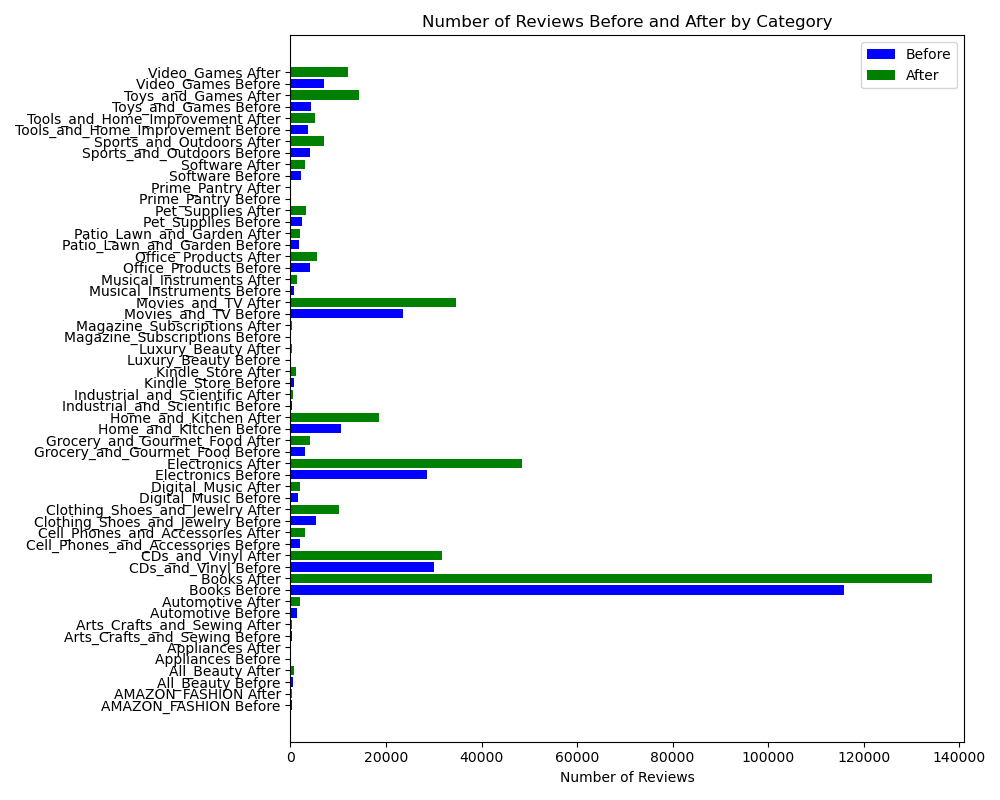 Number of Reviews Before and After by Category
Before
After
Video_Games After
Video_Games Before
Toys_and_Games After
Toys_and_Games Before
Tools_and_Home_Improvement After
Tools_and_Home_Improvement Before
Sports_and_Outdoors After
Sports_and_Outdoors Before
Software After
Software Before
Prime_Pantry After
Prime_Pantry Before
Pet_Supplies After
Pet_Supplies Before
Patio_Lawn_and_Garden After
Patio_Lawn_and_Garden Before
Office_Products After
Office_Products Before
Musical_Instruments After
Musical_Instruments Before
Movies_and_TV After
Movies_and_TV Before
Magazine_Subscriptions After
Magazine_Subscriptions Before
Luxury_Beauty After
Luxury_Beauty Before
Kindle_Store After
Kindle_Store Before
Industrial_and_Scientific After
Industrial_and_Scientific Before
Home_and_Kitchen After
Home_and_Kitchen Before
Grocery_and_Gourmet_Food After
Grocery_and_Gourmet_Food Before
Electronics After
Electronics Before
Digital_Music After
Digital_Music Before
Clothing_Shoes_and_Jewelry After
Clothing_Shoes_and_Jewelry Before
Cell_Phones_and_Accessories After
Cell_Phones_and_Accessories Before
CDs_and_Vinyl After
CDs_and_Vinyl Before
Books After
Books Before
Automotive After
Automotive Before
Arts_Crafts_and_Sewing After
Arts_Crafts_and_Sewing Before
Appliances After
Appliances Before
All_Beauty After
All_Beauty Before
AMAZON_FASHION After
AMAZON_FASHION Before
0 20000 40000 60000 80000 100000 120000 140000
Number of Reviews